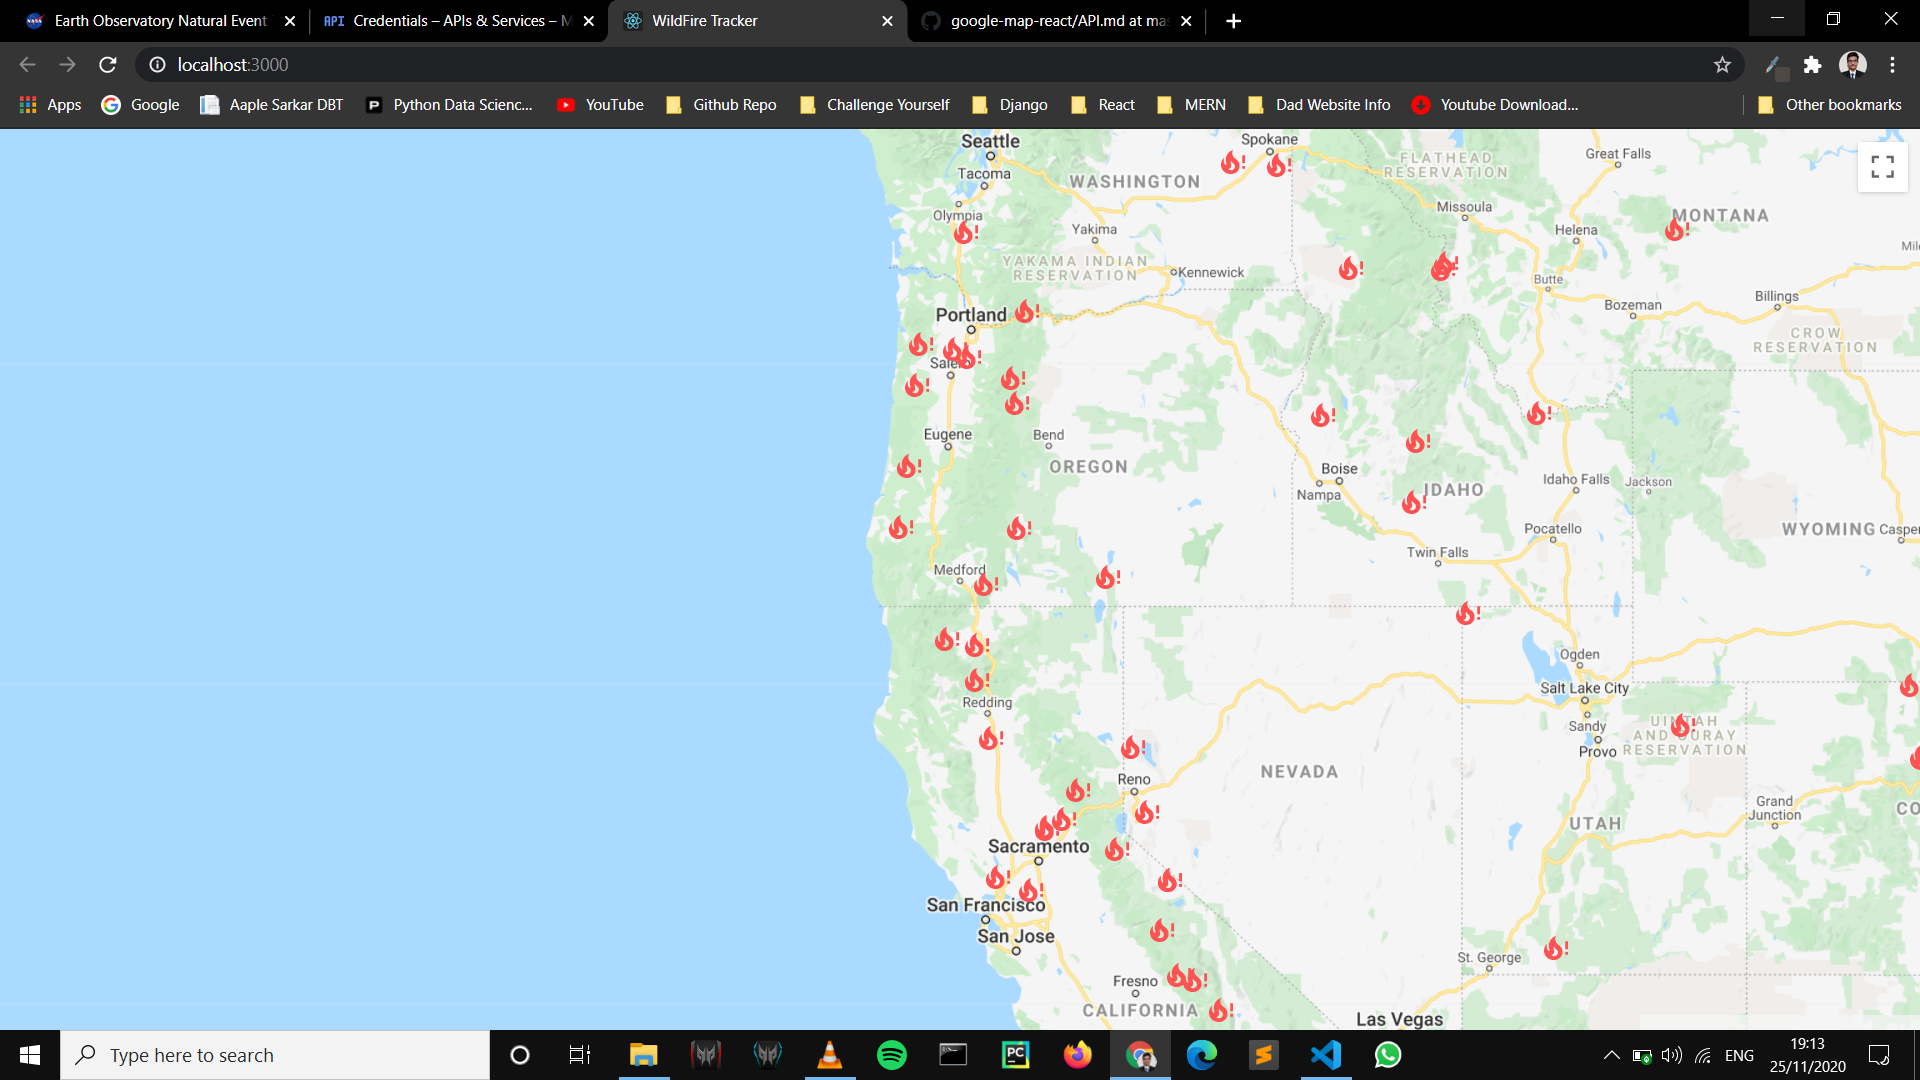 Earth Observatory Natural Event
API Credentials – APIs & Services – M
WildFire Tracker
google-map-react/API.md at mas
localhost:3000
Apps
Google
Aaple Sarkar DBT
Python Data Scienc...
YouTube
Github Repo
Challenge Yourself
Django
React
MERN
Dad Website Info
Youtube Download...
Other bookmarks
Seattle
Spokane
FLATHEAD
RESERVATION
Great Falls
Tacoma
WASHINGTON
Olympia
Missoula
MONTANA
Yakima
Helena
Mile
YAKAMA INDIAN
RESERVATION
Kennewick
Butte
Billings
Bozeman
Portland
CROW
RESERVATION
Salem
Eugene
Bend
OREGON
Boise
Nampa
IDAHO
Idaho Falls
Jackson
Pocatello
WYOMING
Casper
Twin Falls
Medford
Ogden
Salt Lake City
Redding
Sandy
UINTAH
AND OURAY
RESERVATION
Provo
NEVADA
Reno
Grand
Junction
CO
UTAH
Sacramento
San Francisco
San Jose
St. George
Fresno
CALIFORNIA
Las Vegas
Type here to search
PC
ENG
19:13
25/11/2020